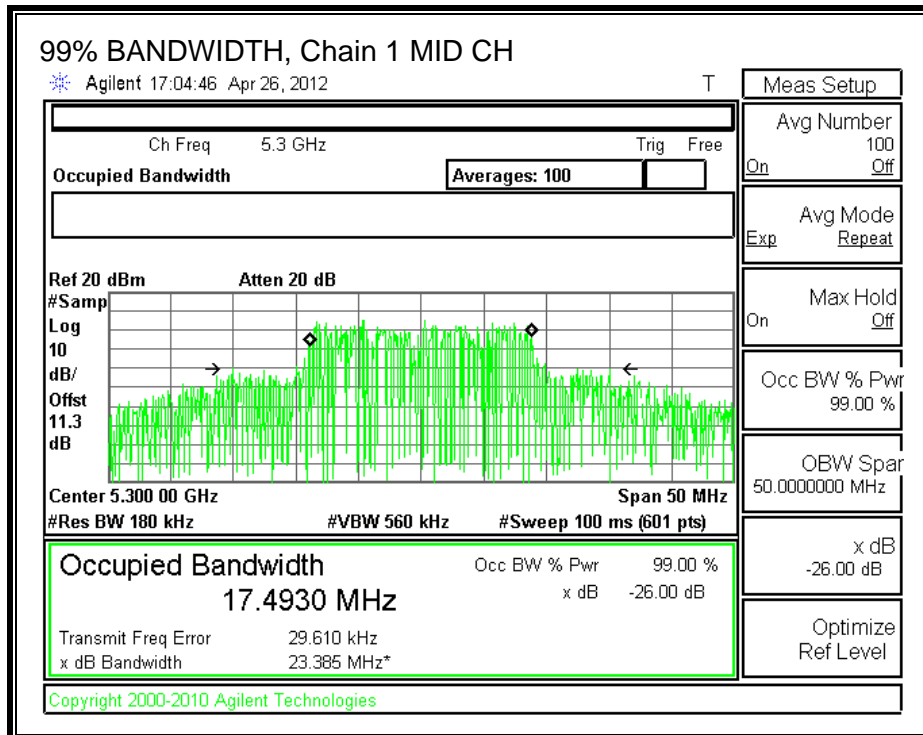 99% BANDWIDTH, Chain 1 MID CH
Agilent 17:04:46 Apr 26, 2012 T
Ch Freq 5.3 GHz Trig Free
Occupied Bandwidth Averages: 100
Ref 20 dBm Atten 20 dB
#Samp
Log
10
dB/
Offst
11.3
dB
Center 5.300 00 GHz Span 50 MHz
#Res BW 180 kHz #VBW 560 kHz #Sweep 100 ms (601 pts)
Occupied Bandwidth Occ BW % Pwr 99.00 %
17.4930 MHz x dB -26.00 dB
Transmit Freq Error 29.610 kHz
x dB Bandwidth 23.385 MHz*
Copyright 2000-2010 Agilent Technologies
Meas Setup
Avg Number
100
On Off
Avg Mode
Exp Repeat
Max Hold
On Off
Occ BW % Pwr
99.00 %
OBW Span
50.0000000 MHz
x dB
-26.00 dB
Optimize
Ref Level